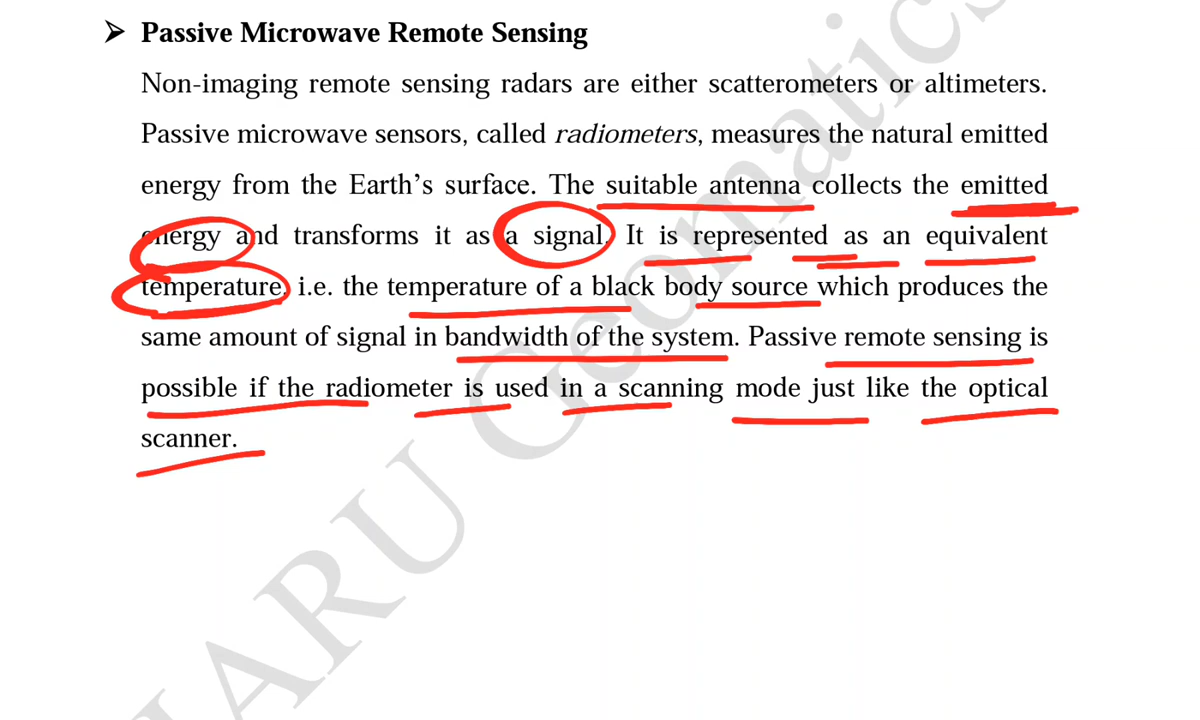 ➢ Passive Microwave Remote Sensing
Non-imaging remote sensing radars are either scatterometers or altimeters.
Passive microwave sensors, called radiometers, measures the natural emitted
energy from the Earth's surface. The suitable antenna collects the emitted
energy and transforms it as a signal. It is represented as an equivalent
temperature, i.e. the temperature of a black body source which produces the
same amount of signal in bandwidth of the system. Passive remote sensing is
possible if the radiometer is used in a scanning mode just like the optical
scanner.
ARU Geomatics